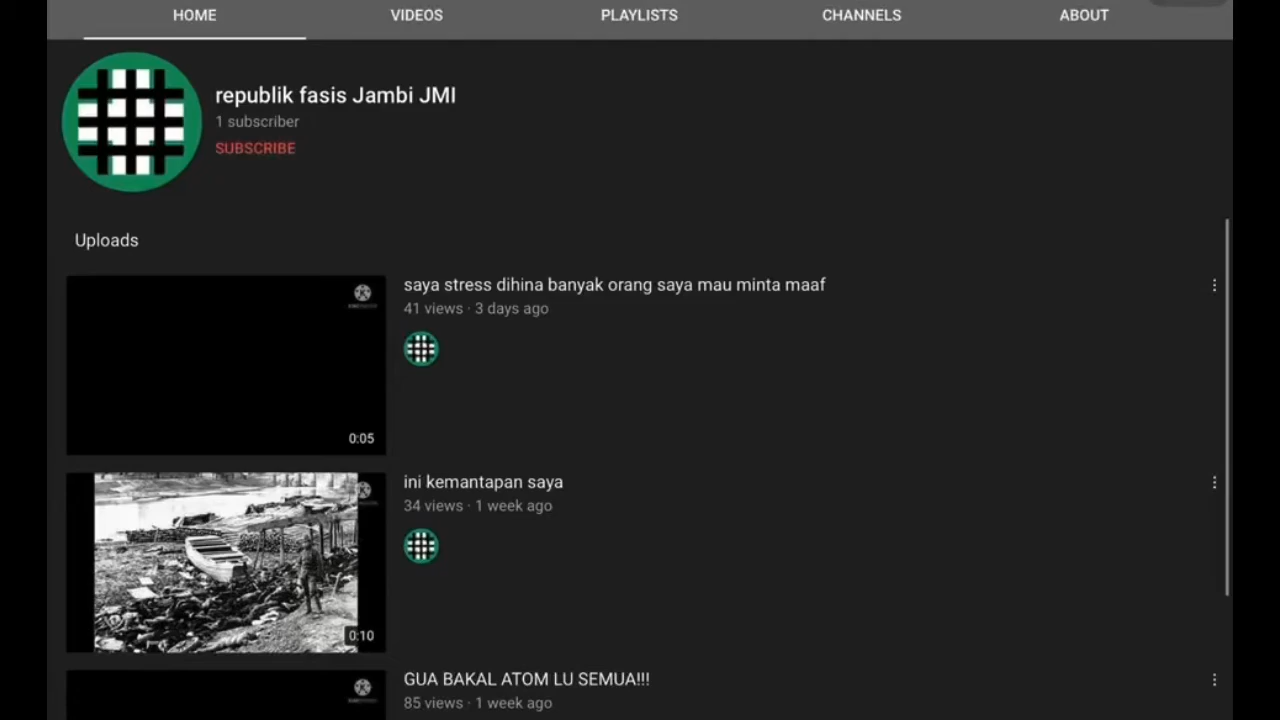 HOME VIDEOS PLAYLISTS CHANNELS ABOUT
republik fasis Jambi JMI
1 subscriber
SUBSCRIBE
Uploads
saya stress dihina banyak orang saya mau minta maaf
41 views · 3 days ago
0:05
ini kemantapan saya
34 views · 1 week ago
0:10
GUA BAKAL ATOM LU SEMUA!!!
85 views · 1 week ago